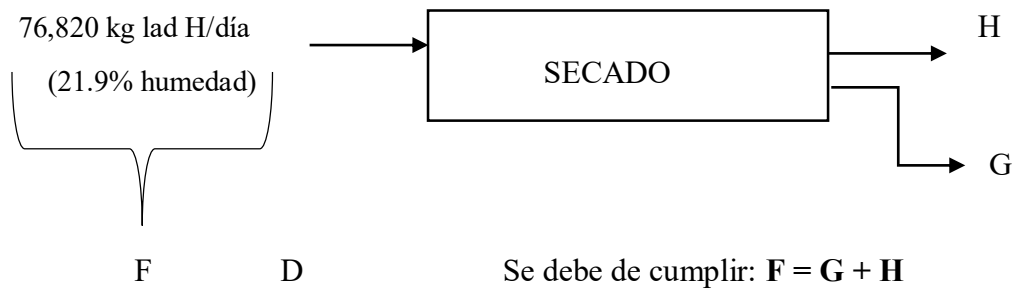 76,820 kg lad H/día
H
(21.9% humedad)
SECADO
G
F
D
Se debe de cumplir: F = G + H